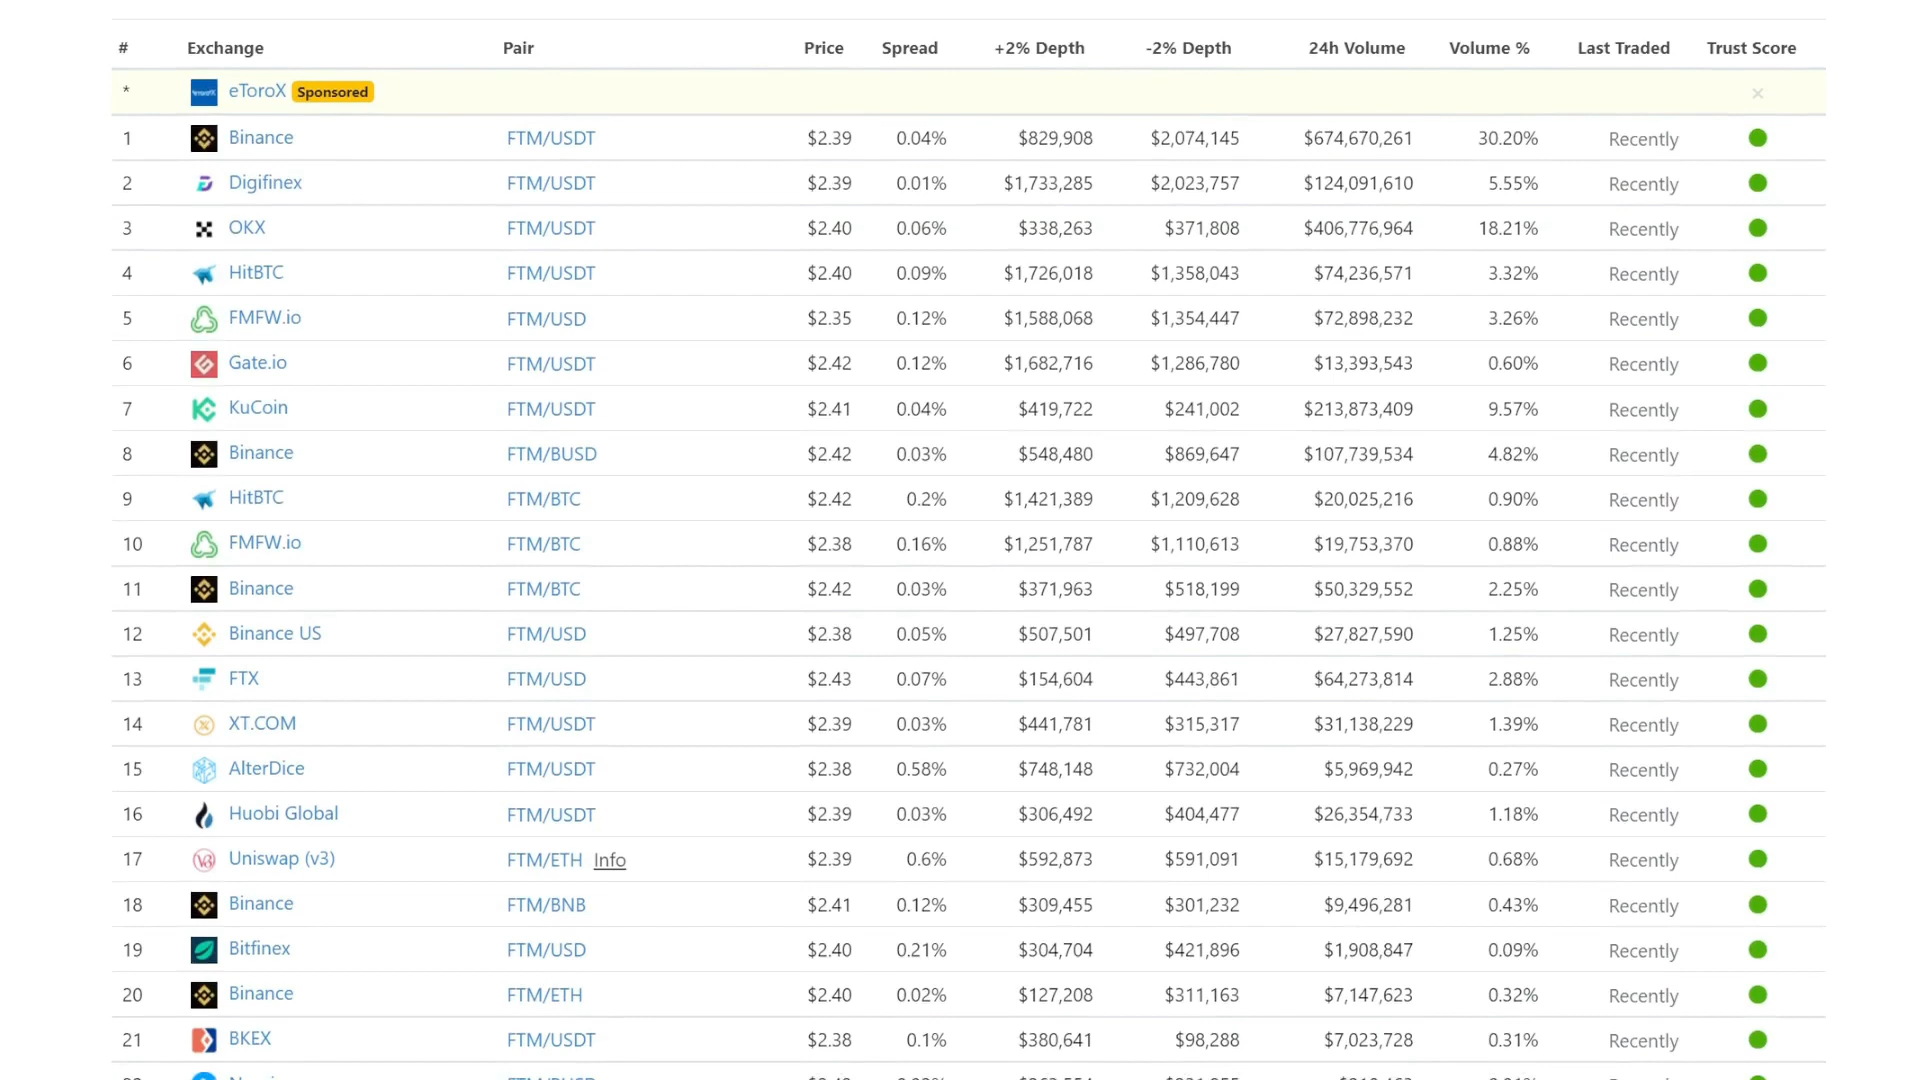 # Exchange Pair Price Spread +2% Depth -2% Depth 24h Volume Volume % Last Traded Trust Score
* eToroX Sponsored ×
1 Binance FTM/USDT $2.39 0.04% $829,908 $2,074,145 $674,670,261 30.20% Recently
2 Digifinex FTM/USDT $2.39 0.01% $1,733,285 $2,023,757 $124,091,610 5.55% Recently
3 OKX FTM/USDT $2.40 0.06% $338,263 $371,808 $406,776,964 18.21% Recently
4 HitBTC FTM/USDT $2.40 0.09% $1,726,018 $1,358,043 $74,236,571 3.32% Recently
5 FMFW.io FTM/USD $2.35 0.12% $1,588,068 $1,354,447 $72,898,232 3.26% Recently
6 Gate.io FTM/USDT $2.42 0.12% $1,682,716 $1,286,780 $13,393,543 0.60% Recently
7 KuCoin FTM/USDT $2.41 0.04% $419,722 $241,002 $213,873,409 9.57% Recently
8 Binance FTM/BUSD $2.42 0.03% $548,480 $869,647 $107,739,534 4.82% Recently
9 HitBTC FTM/BTC $2.42 0.2% $1,421,389 $1,209,628 $20,025,216 0.90% Recently
10 FMFW.io FTM/BTC $2.38 0.16% $1,251,787 $1,110,613 $19,753,370 0.88% Recently
11 Binance FTM/BTC $2.42 0.03% $371,963 $518,199 $50,329,552 2.25% Recently
12 Binance US FTM/USD $2.38 0.05% $507,501 $497,708 $27,827,590 1.25% Recently
13 FTX FTM/USD $2.43 0.07% $154,604 $443,861 $64,273,814 2.88% Recently
14 XT.COM FTM/USDT $2.39 0.03% $441,781 $315,317 $31,138,229 1.39% Recently
15 AlterDice FTM/USDT $2.38 0.58% $748,148 $732,004 $5,969,942 0.27% Recently
16 Huobi Global FTM/USDT $2.39 0.03% $306,492 $404,477 $26,354,733 1.18% Recently
17 Uniswap (v3) FTM/ETH Info $2.39 0.6% $592,873 $591,091 $15,179,692 0.68% Recently
18 Binance FTM/BNB $2.41 0.12% $309,455 $301,232 $9,496,281 0.43% Recently
19 Bitfinex FTM/USD $2.40 0.21% $304,704 $421,896 $1,908,847 0.09% Recently
20 Binance FTM/ETH $2.40 0.02% $127,208 $311,163 $7,147,623 0.32% Recently
21 BKEX FTM/USDT $2.38 0.1% $380,641 $98,288 $7,023,728 0.31% Recently